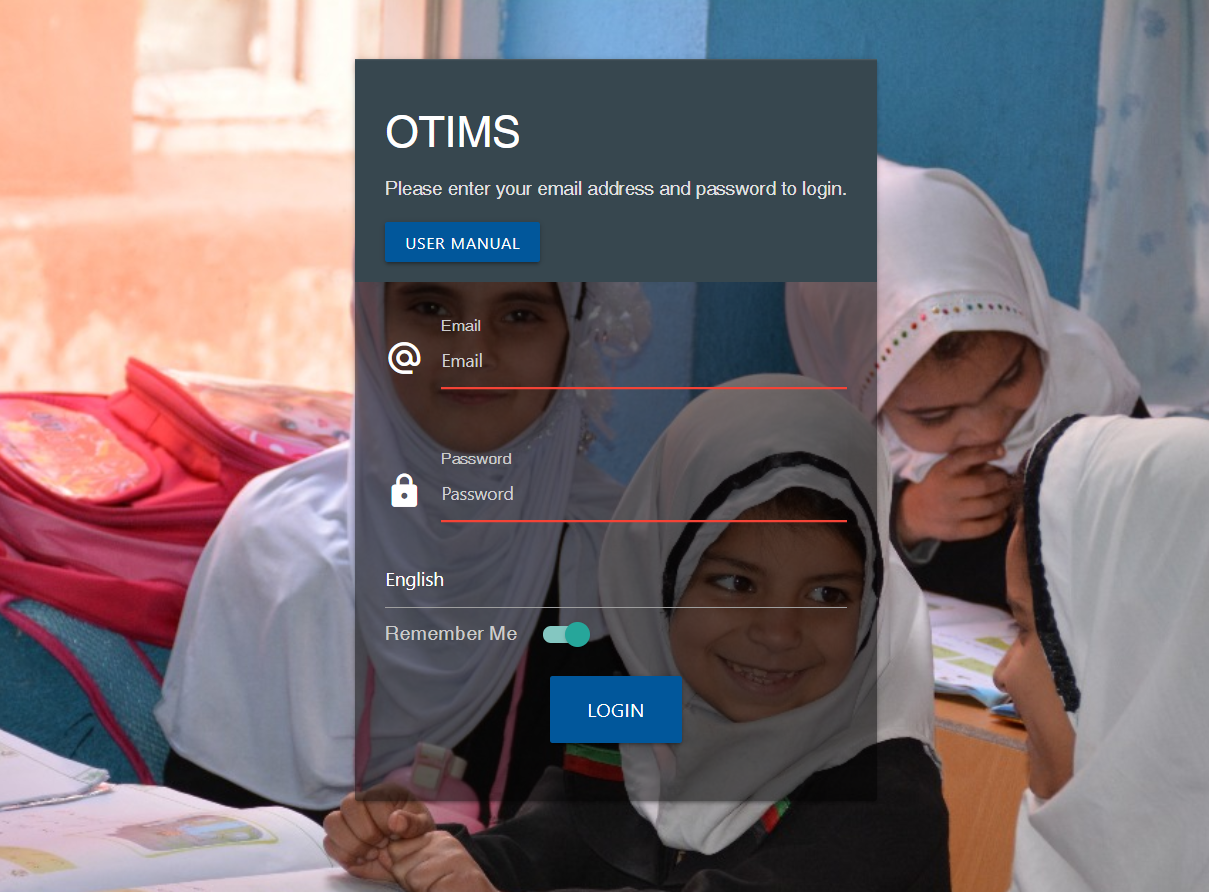 OTIMS
Please enter your email address and password to login.
USER MANUAL
Email
Email
Password
Password
English
Remember Me
LOGIN